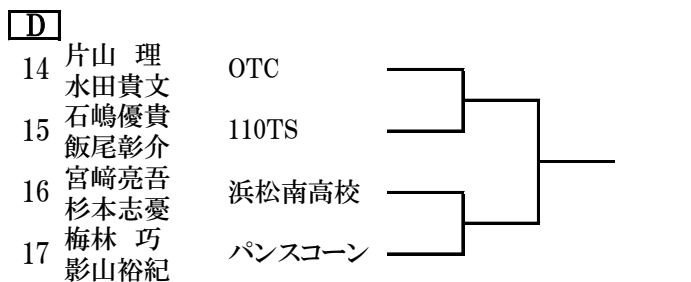 D
片山 理
14 OTC
水田貴文
石嶋優貴
15 110TS
飯尾彰介
宮﨑亮吾
16 浜松南高校
杉本志憂
梅林 巧
17 パンスコーン
影山裕紀